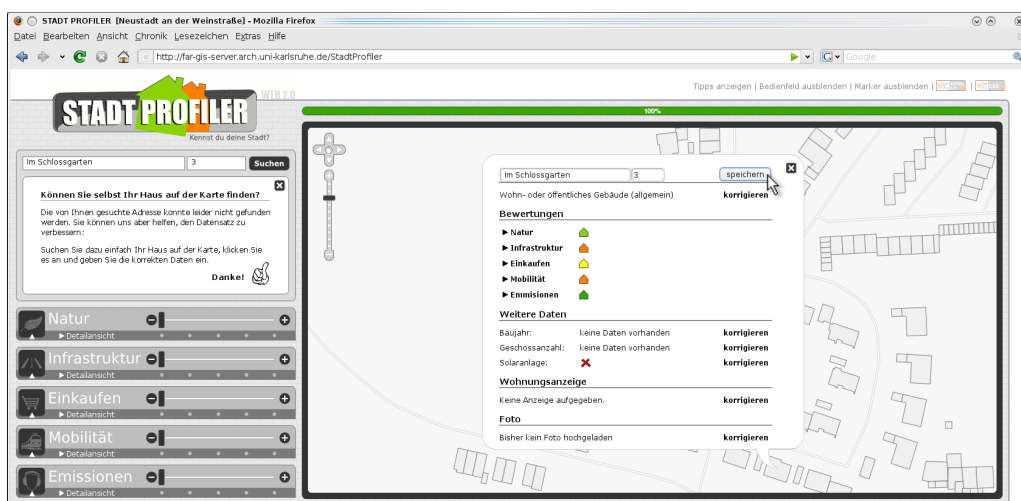 STADT PROFILER [Neustadt an der Weinstraße] - Mozilla Firefox
Datei Bearbeiten Ansicht Chronik Lesezeichen Extras Hilfe
http://far-gis-server.arch.uni-karlsruhe.de/StadtProfiler
Google
Tipps anzeigen | Bedienfeld ausblenden | Marker ausblenden |
STADT PROFILER
WEB 2.0
Kennst du deine Stadt?
100%
Im Schlossgarten 3 Suchen
Können Sie selbst Ihr Haus auf der Karte finden?
Die von Ihnen gesuchte Adresse konnte leider nicht gefunden
werden. Sie können uns aber helfen, den Datensatz zu
verbessern:
Suchen Sie dazu einfach Ihr Haus auf der Karte, klicken Sie
es an und geben Sie die korrekten Daten ein.
Danke!
Natur
Detailansicht
Infrastruktur
Detailansicht
Einkaufen
Detailansicht
Mobilität
Detailansicht
Emissionen
Detailansicht
Im Schlossgarten 3 speichern
Wohn- oder öffentliches Gebäude (allgemein) korrigieren
Bewertungen
Natur
Infrastruktur
Einkaufen
Mobilität
Emmisionen
Weitere Daten
Baujahr: keine Daten vorhanden korrigieren
Geschossanzahl: keine Daten vorhanden korrigieren
Solaranlage: korrigieren
Wohnungsanzeige
Keine Anzeige aufgegeben. korrigieren
Foto
Bisher kein Foto hochgeladen korrigieren